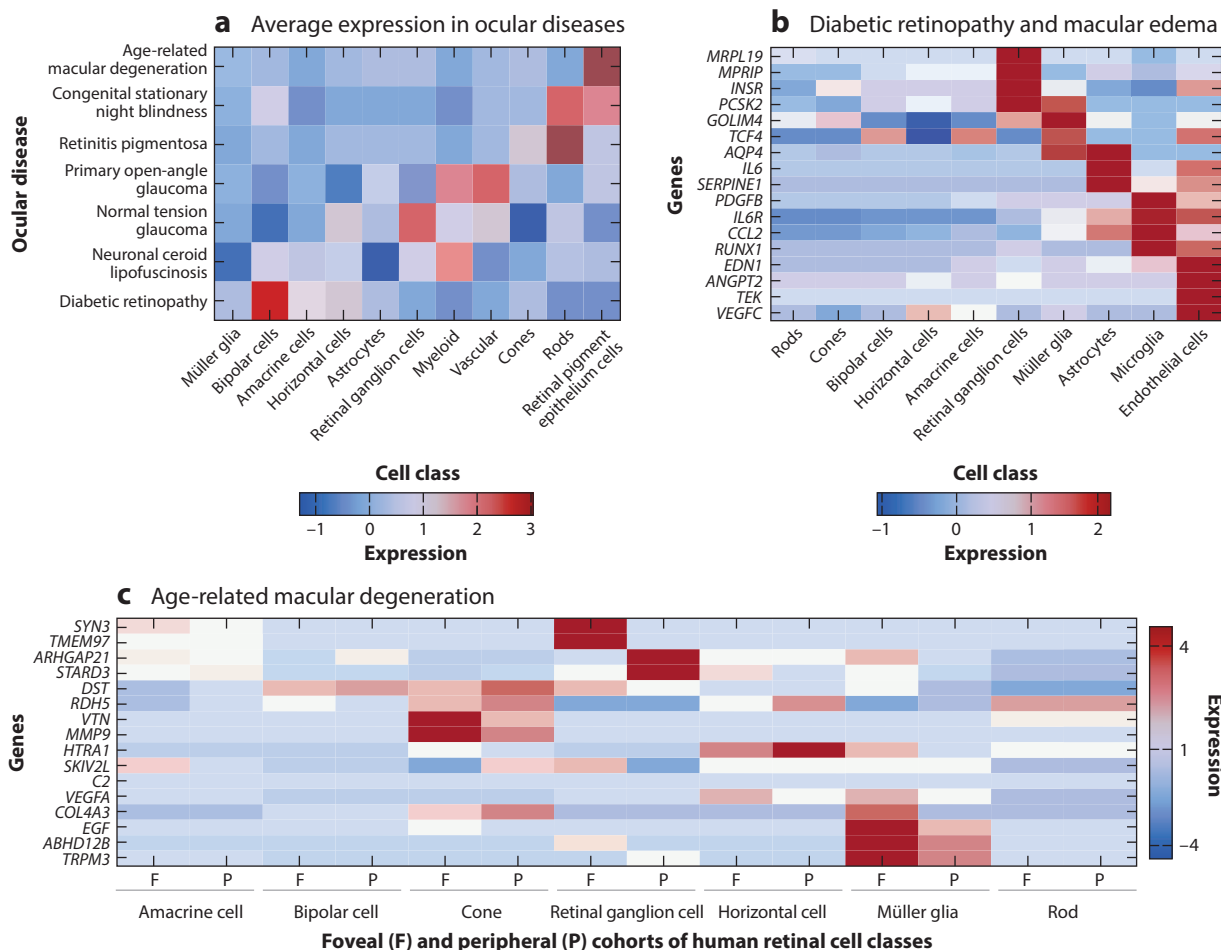 a Average expression in ocular diseases
Ocular disease
Age-related
macular degeneration
Congenital stationary
night blindness
Retinitis pigmentosa
Primary open-angle
glaucoma
Normal tension
glaucoma
Neuronal ceroid
lipofuscinosis
Diabetic retinopathy
Müller glia
Bipolar cells
Amacrine cells
Horizontal cells
Astrocytes
Retinal ganglion cells
Myeloid
Vascular
Cones
Rods
Retinal pigment
epithelium cells
Cell class
−1 0 1 2 3
Expression
b Diabetic retinopathy and macular edema
Genes
MRPL19
MPRIP
INSR
PCSK2
GOLIM4
TCF4
AQP4
IL6
SERPINE1
PDGFB
IL6R
CCL2
RUNX1
EDN1
ANGPT2
TEK
VEGFC
Rods
Cones
Bipolar cells
Horizontal cells
Amacrine cells
Retinal ganglion cells
Müller glia
Astrocytes
Microglia
Endothelial cells
Cell class
−1 0 1 2
Expression
c Age-related macular degeneration
Genes
SYN3
TMEM97
ARHGAP21
STARD3
DST
RDH5
VTN
MMP9
HTRA1
SKIV2L
C2
VEGFA
COL4A3
EGF
ABHD12B
TRPM3
F P F P F P F P F P F P F P
Amacrine cell Bipolar cell Cone Retinal ganglion cell Horizontal cell Müller glia Rod
Foveal (F) and peripheral (P) cohorts of human retinal cell classes
4
1
−4
Expression